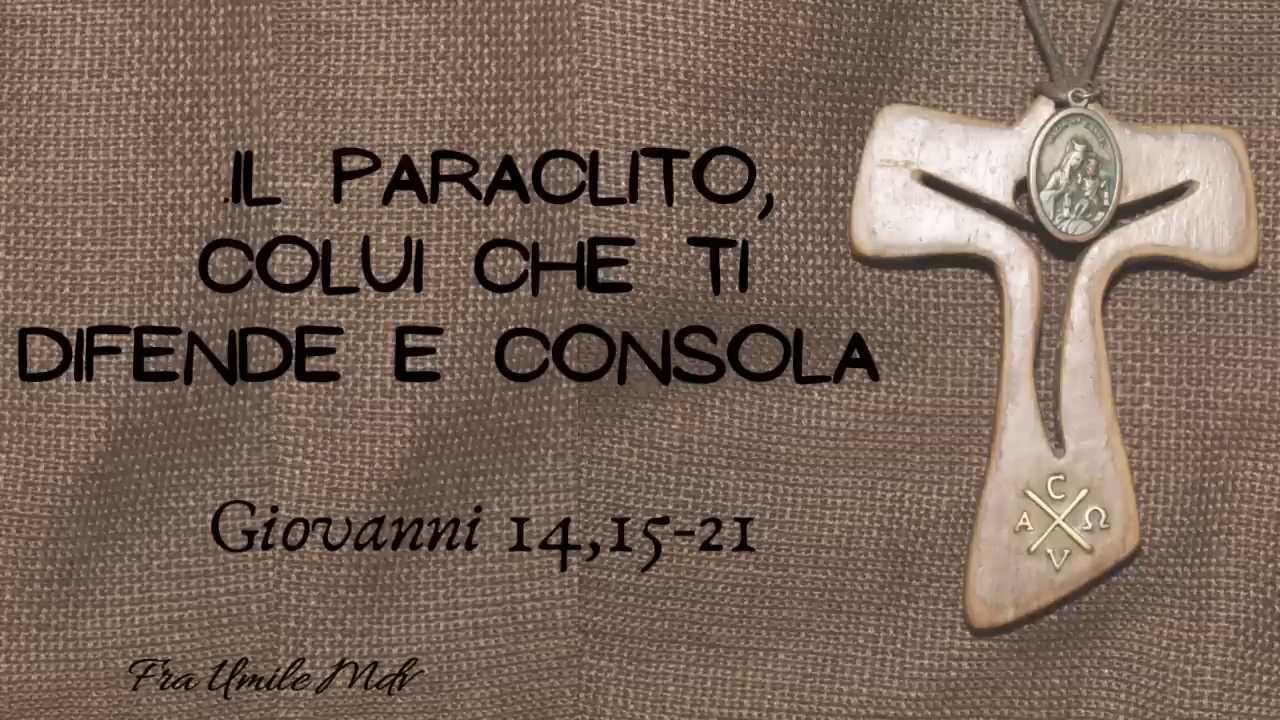 .IL PARACLITO,
COLUI CHE TI
DIFENDE E CONSOLA
Giovanni 14,15-21
Fra Umile Mdv
C
A Ω
V